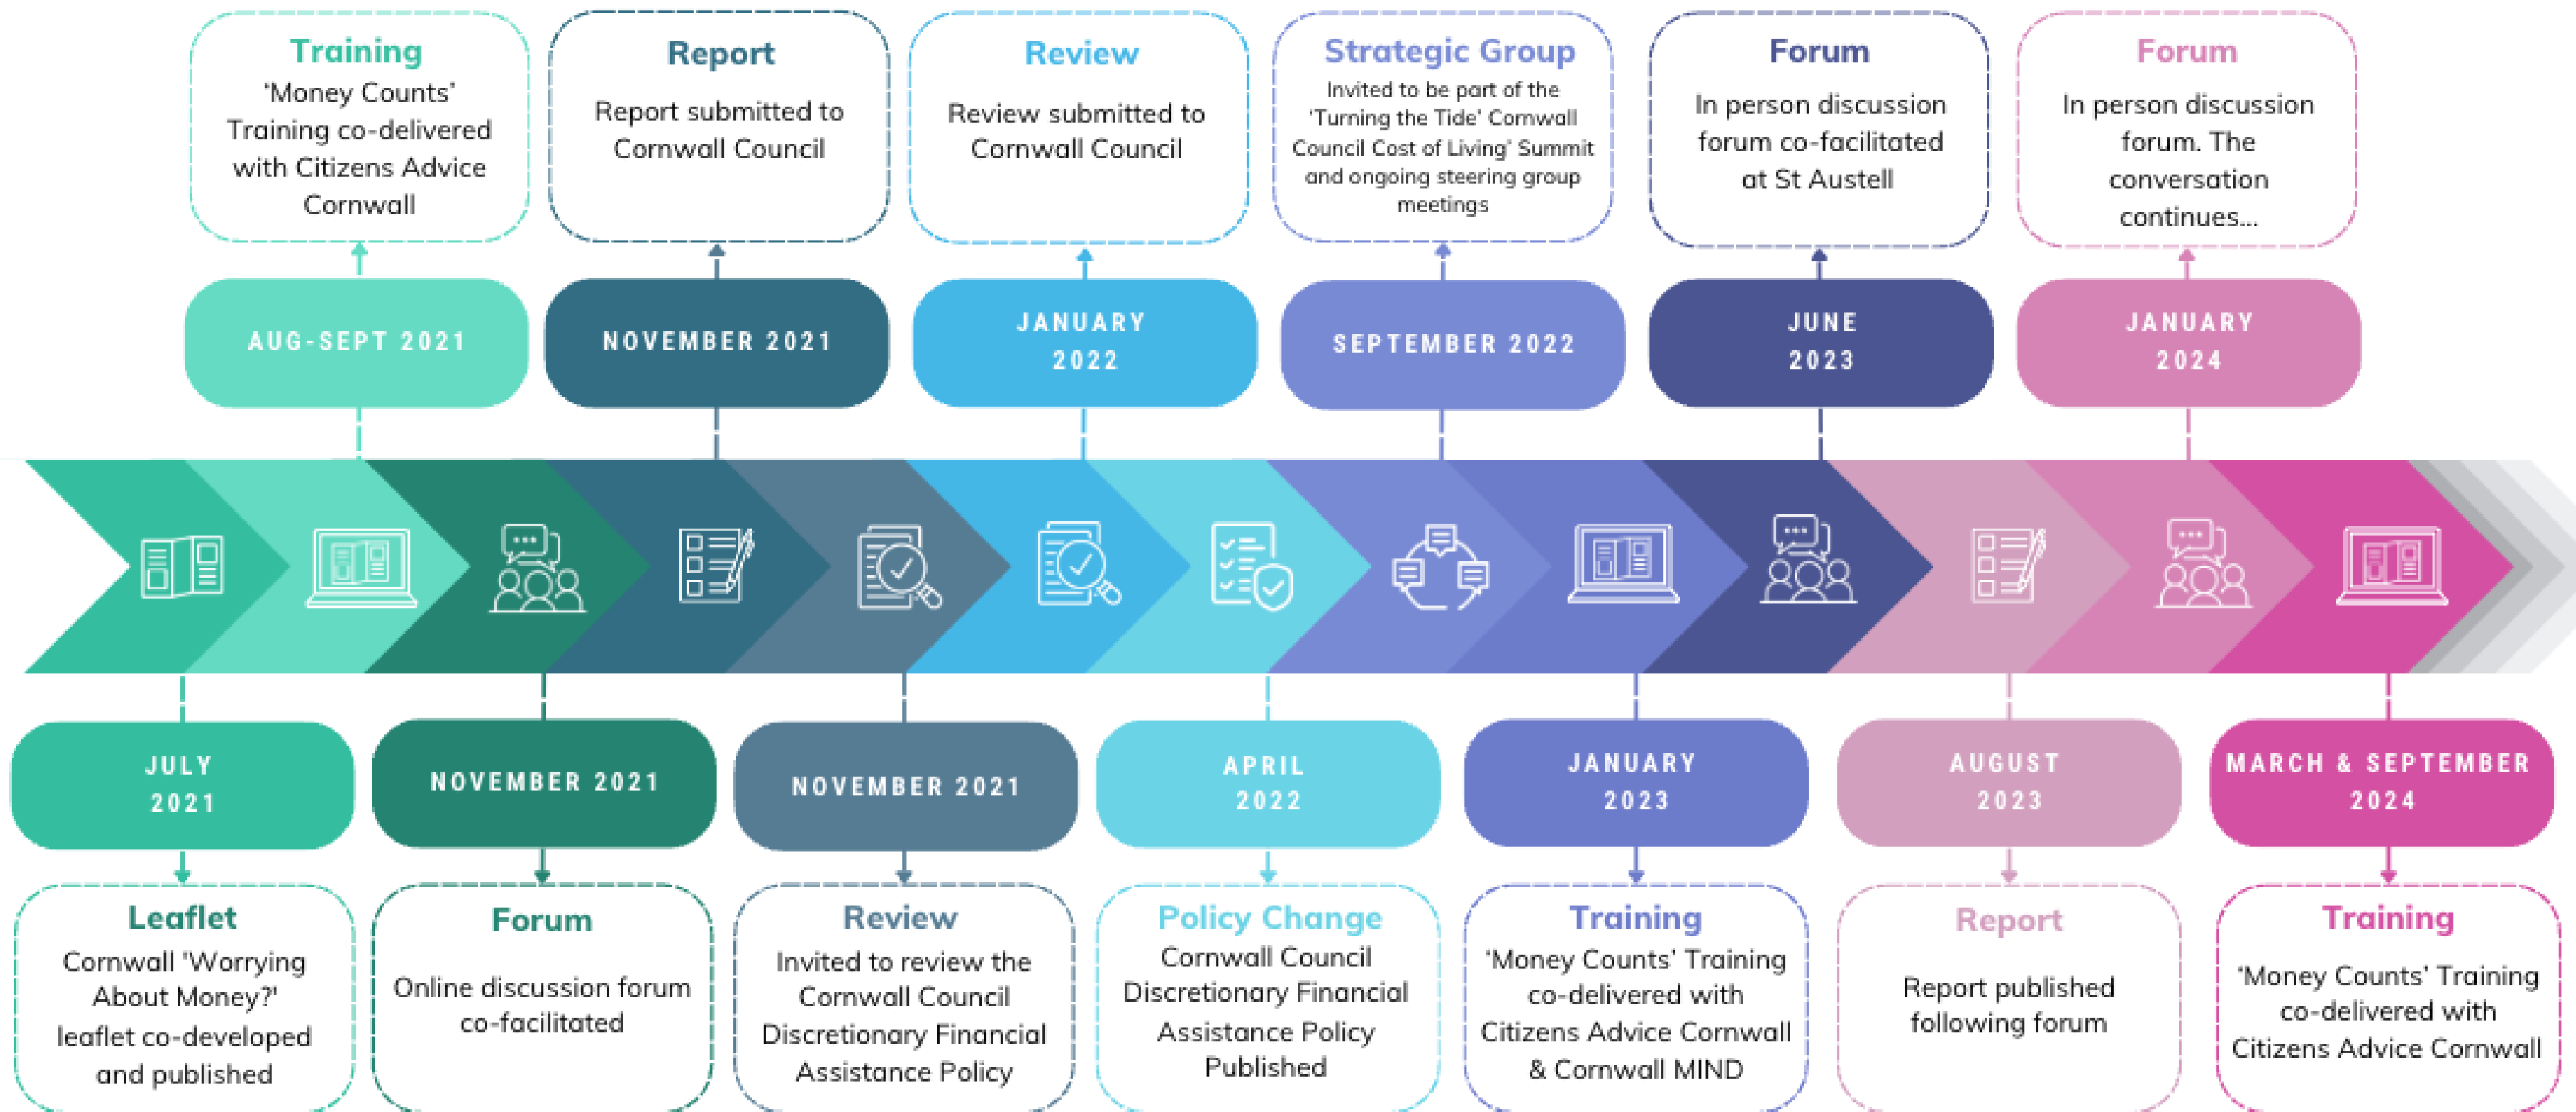 Training
‘Money Counts’
Training co-delivered
with Citizens Advice
Cornwall
Report
Report submitted to
Cornwall Council
Review
Review submitted to
Cornwall Council
Strategic Group
Invited to be part of the
‘Turning the Tide’ Cornwall
Council Cost of Living’ Summit
and ongoing steering group
meetings
Forum
In person discussion
forum co-facilitated
at St Austell
Forum
In person discussion
forum. The
conversation
continues...
AUG-SEPT 2021
NOVEMBER 2021
JANUARY
2022
SEPTEMBER 2022
JUNE
2023
JANUARY
2024
JULY
2021
NOVEMBER 2021
NOVEMBER 2021
APRIL
2022
JANUARY
2023
AUGUST
2023
MARCH & SEPTEMBER
2024
Leaflet
Cornwall 'Worrying
About Money?'
leaflet co-developed
and published
Forum
Online discussion forum
co-facilitated
Review
Invited to review the
Cornwall Council
Discretionary Financial
Assistance Policy
Policy Change
Cornwall Council
Discretionary Financial
Assistance Policy
Published
Training
‘Money Counts’ Training
co-delivered with
Citizens Advice Cornwall
& Cornwall MIND
Report
Report published
following forum
Training
‘Money Counts’ Training
co-delivered with
Citizens Advice Cornwall